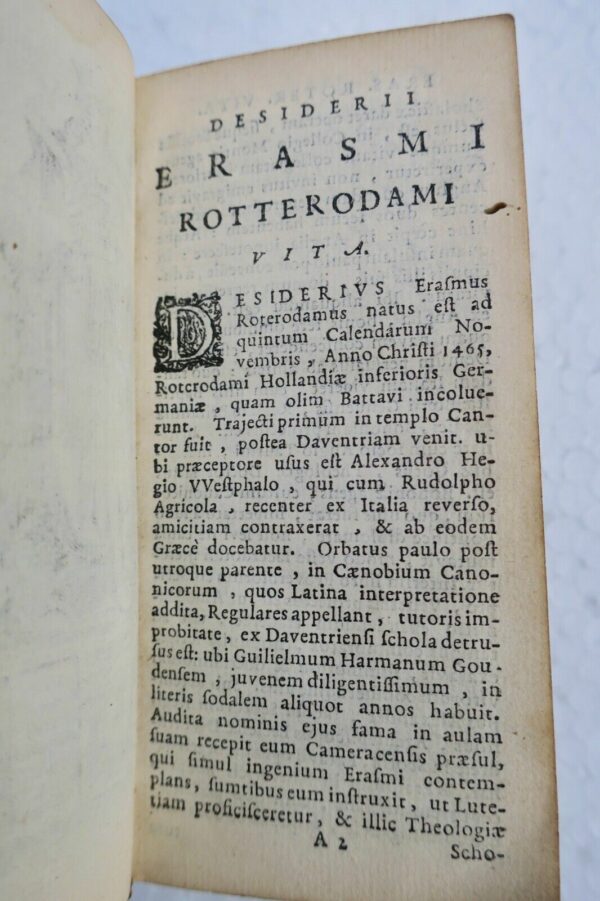 DESIDERII
ERASMI
ROTTERODAMI
VITA.
DESIDERIVS Eraſmus
Roterodamus natus eſt ad
quintum Calendarum No-
vembris, Anno Chriſti 1465,
Roterodami Hollandiæ inferioris Ger-
maniæ, quam olim Battavi incolue-
runt. Trajecti primum in templo Can-
tor fuit, poſtea Daventriam venit. u-
bi præceptore uſus eſt Alexandro He-
gio VVeſtphalo, qui cum Rudolpho
Agricola, recenter ex Italia reverſo,
amicitiam contraxerat, & ab eodem
Græcè docebatur. Orbatus paulo poſt
utroque parente, in Cænobium Cano-
nicorum, quos Latina interpretatione
addita, Regulares appellant, tutoris im-
probitate, ex Daventrienſi ſchola detru-
ſus eſt: ubi Guilielmum Harmanum Gou-
denſem, juvenem diligentiſſimum, in
literis ſodalem aliquot annos habuit.
Audita nominis ejus fama in aulam
ſuam recepit eum Cameracenſis præſul,
qui ſimul ingenium Eraſmi contem-
plans, ſumtibus eum inſtruxit, ut Lute-
tiam proficiſceretur, & illic Theologiæ
A 2
Scho-